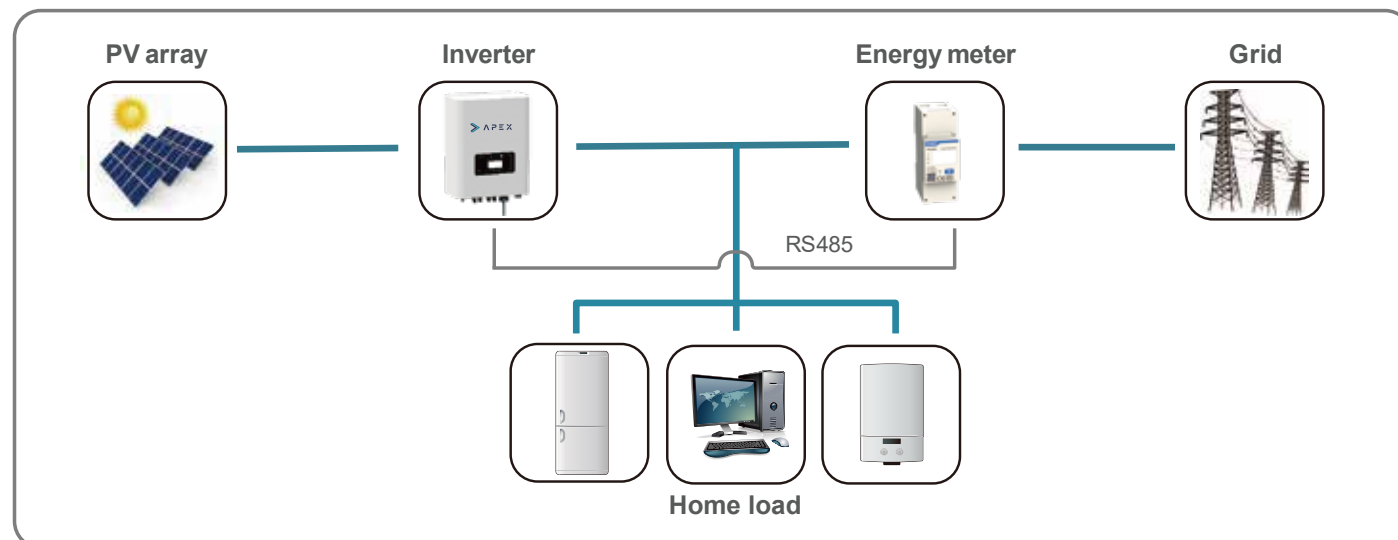 PV array
Inverter
Energy meter
Grid
APEX
RS485
Home load